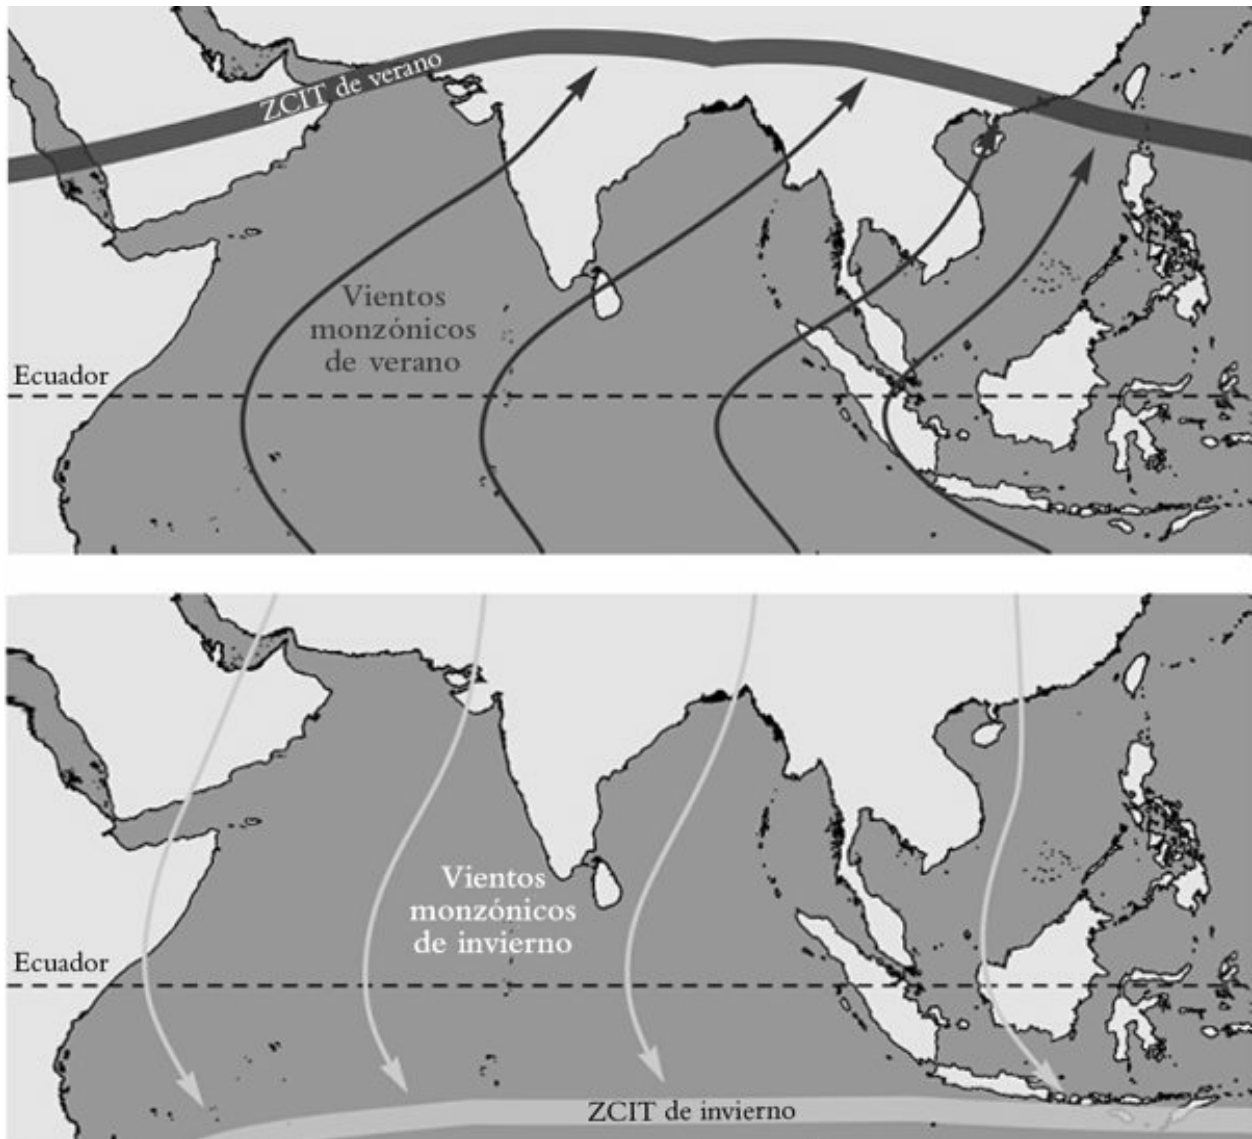 ZCIT de verano
Vientos
monzónicos
de verano
Ecuador
Vientos
monzónicos
de invierno
Ecuador
ZCIT de invierno